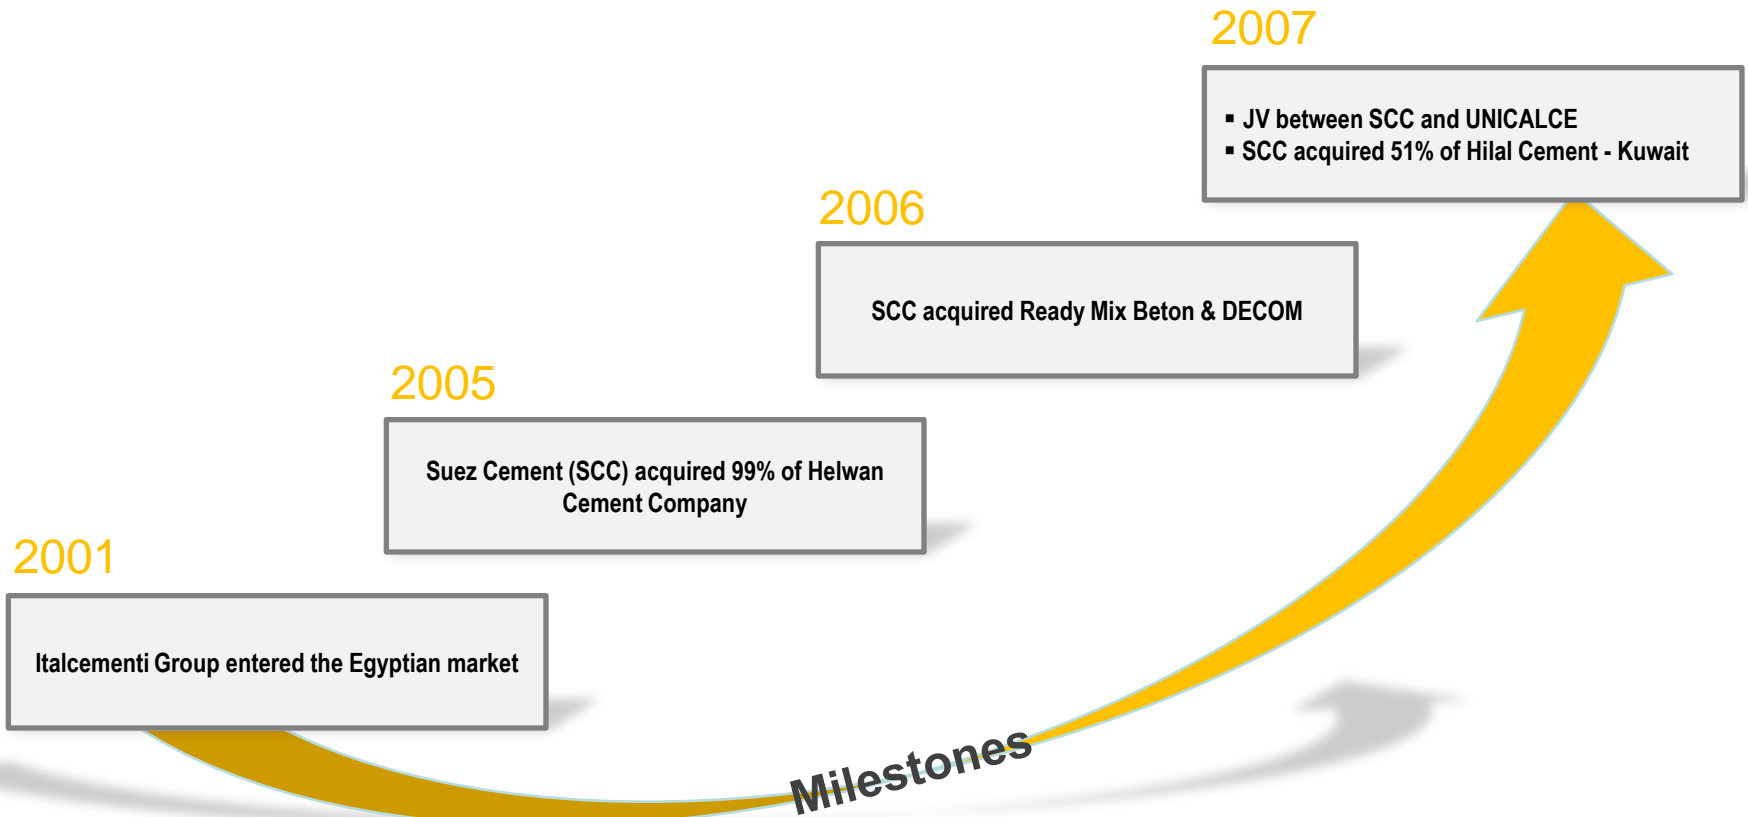 2007
▪ JV between SCC and UNICALCE
▪ SCC acquired 51% of Hilal Cement - Kuwait
2006
SCC acquired Ready Mix Beton & DECOM
2005
Suez Cement (SCC) acquired 99% of Helwan
Cement Company
2001
Italcementi Group entered the Egyptian market
Milestones